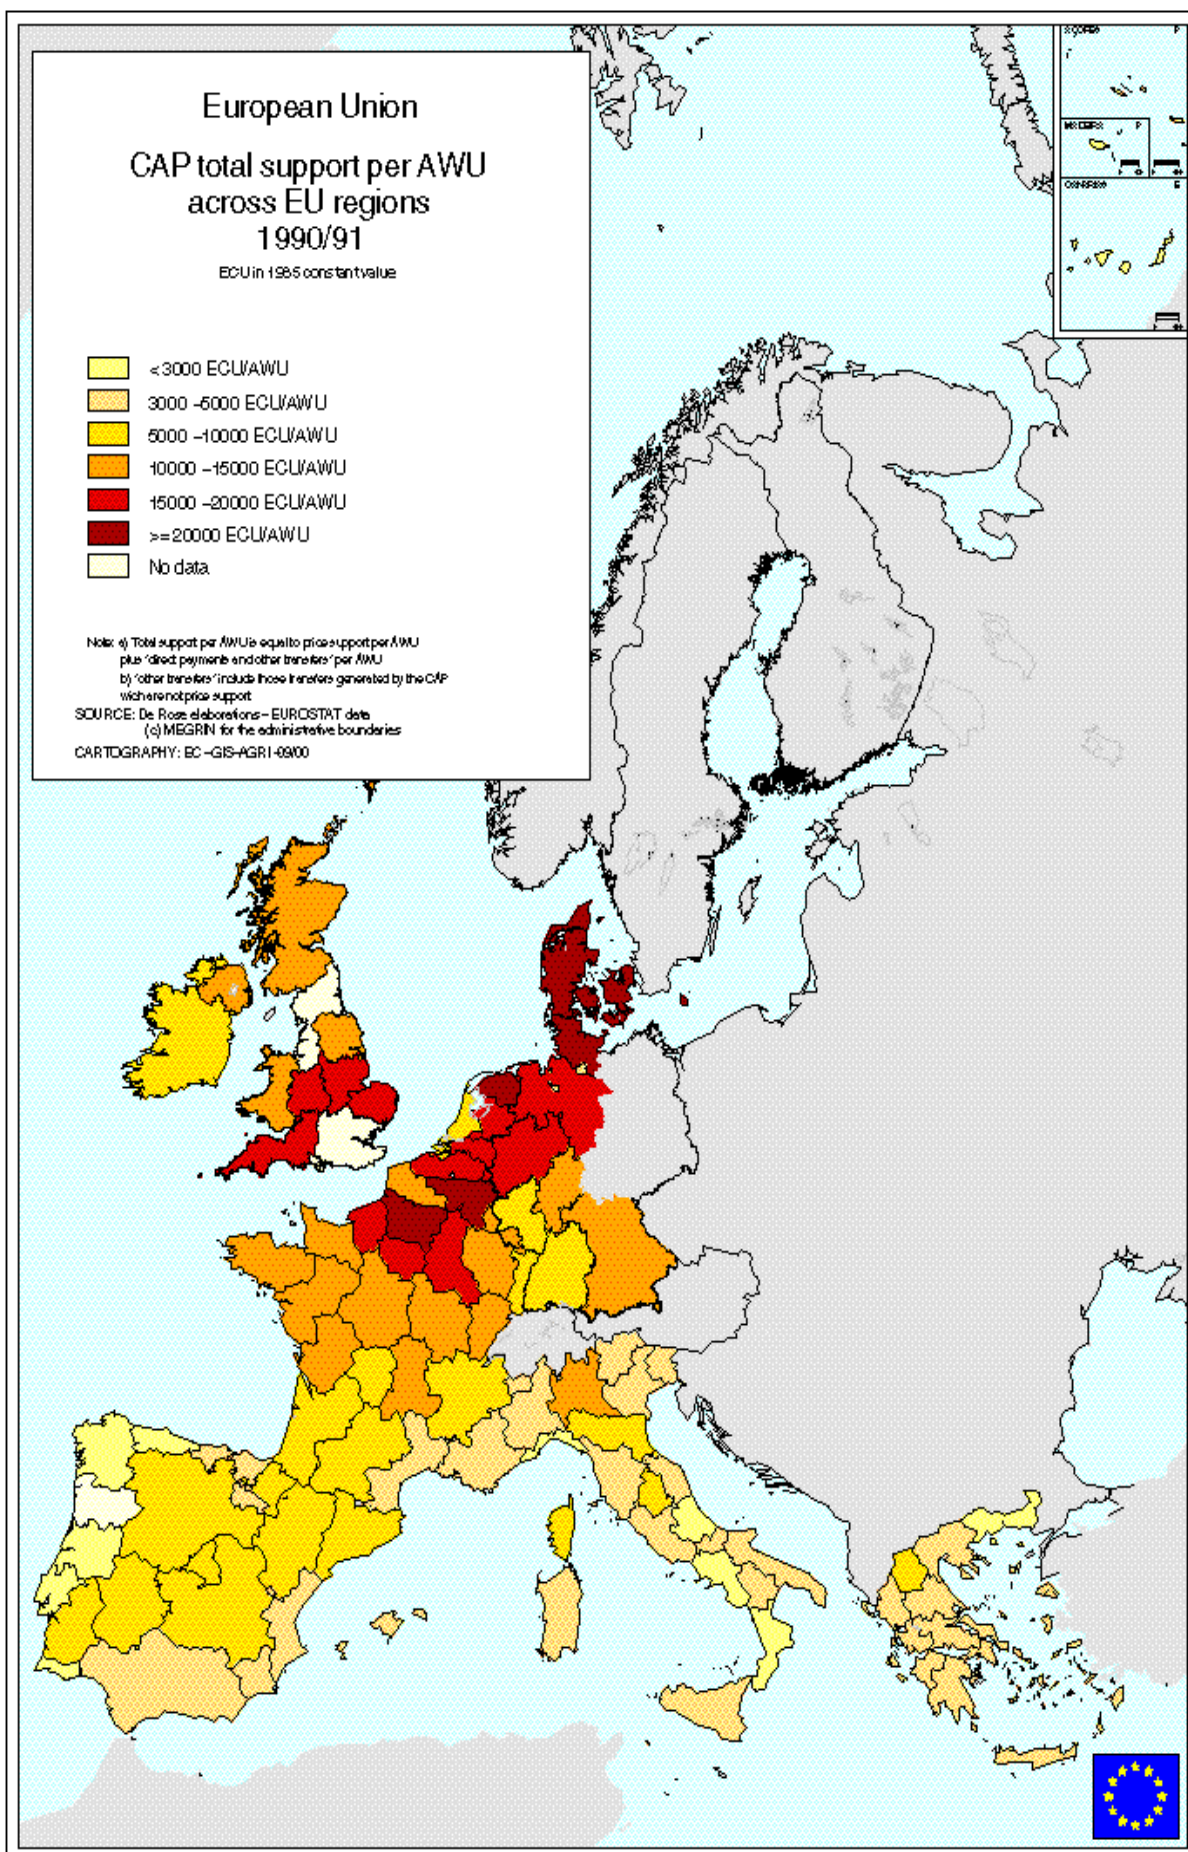 European Union
CAP total support per AWU
across EU regions
1990/91
ECU in 1985 constant value
<3000 ECU/AWU
3000 -5000 ECU/AWU
5000 -10000 ECU/AWU
10000 -15000 ECU/AWU
15000 -20000 ECU/AWU
>=20000 ECU/AWU
No data
Note: a) Total support per AWU is equal to price support per AWU
plus 'direct payments and other transfers' per AWU
b) 'other transfers' include those transfers generated by the CAP
wich are not price support
SOURCE: De Rose elaborations - EUROSTAT data
(c) MEGRIN for the administrative boundaries
CARTOGRAPHY: EC -GIS-AGRI-09/00
P
P
E